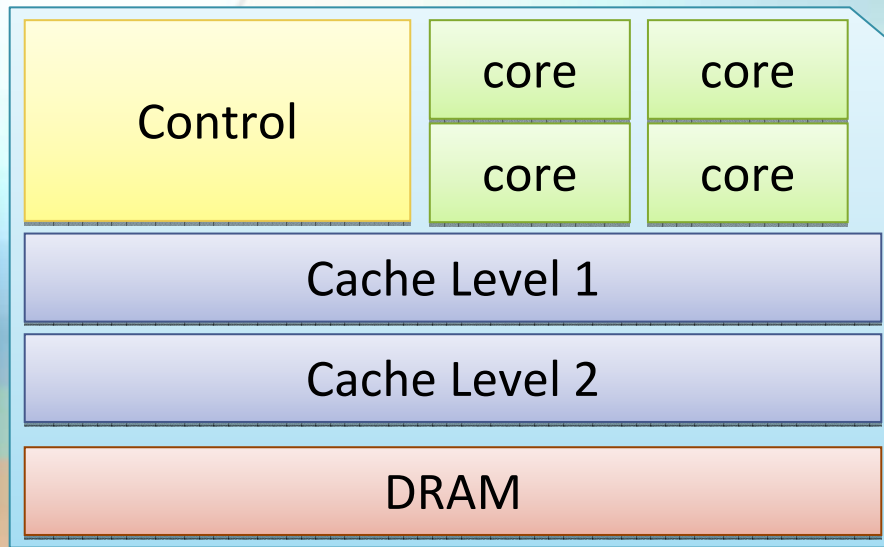 Control
core
core
core
core
Cache Level 1
Cache Level 2
DRAM